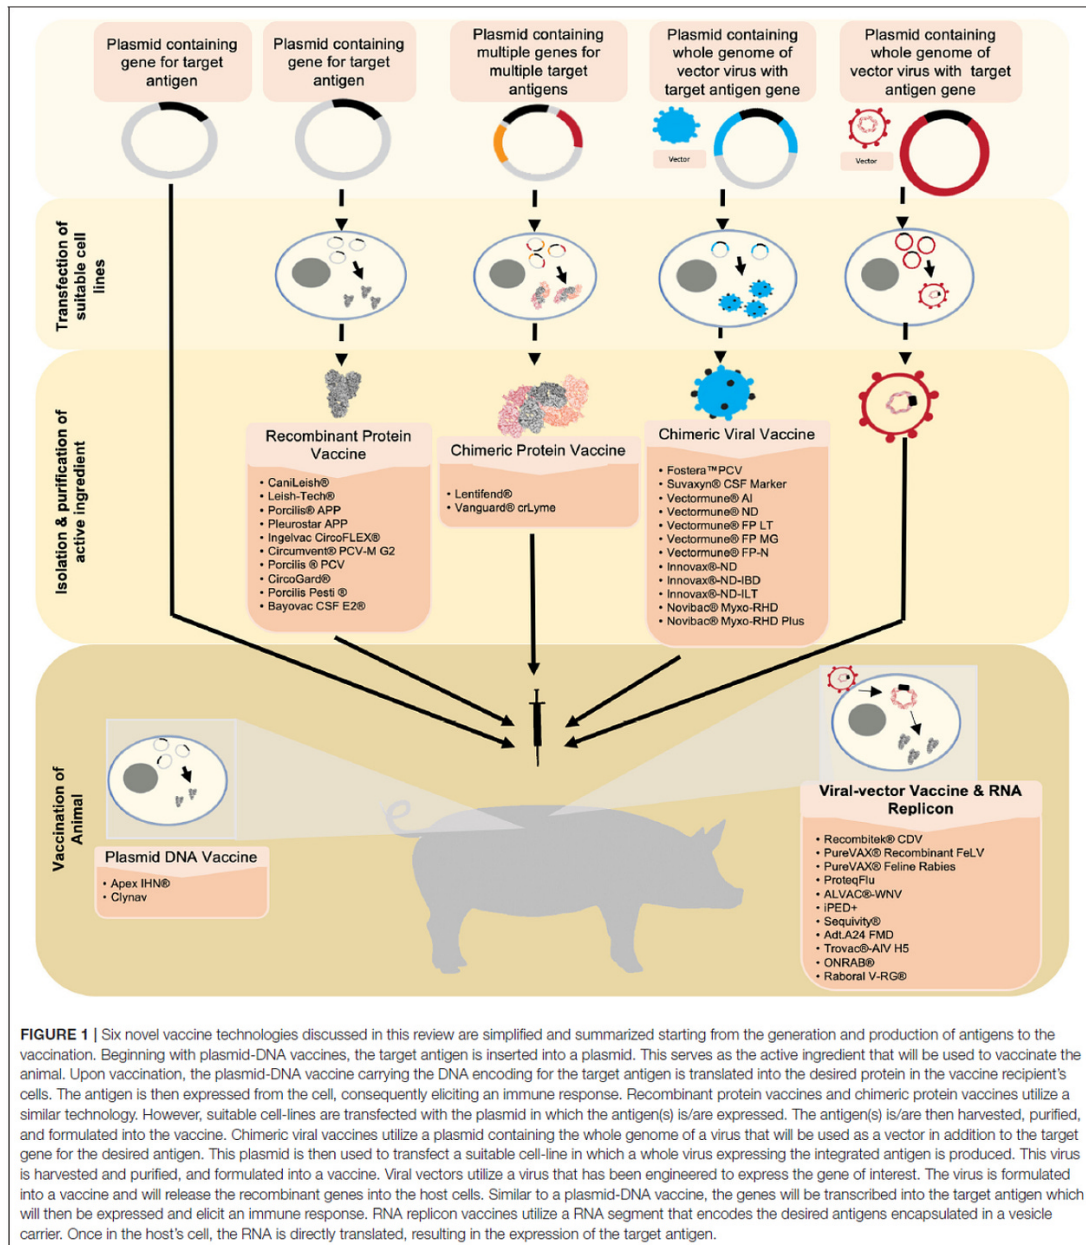 Plasmid containing
gene for target
antigen
Plasmid containing
gene for target
antigen
Plasmid containing
multiple genes for
multiple target
antigens
Plasmid containing
whole genome of
vector virus with
target antigen gene
Plasmid containing
whole genome of
vector virus with target
antigen gene
Vector
Vector
Transfection of
suitable cell
lines
Isolation & purification of
active ingredient
Recombinant Protein
Vaccine
• CaniLeish®
• Leish-Tech®
• Porcilis® APP
• Pleurostar APP
• Ingelvac CircoFLEX®
• Circumvent® PCV-M G2
• Porcilis ® PCV
• CircoGard®
• Porcilis Pesti ®
• Bayovac CSF E2®
Chimeric Protein Vaccine
• Lentifend®
• Vanguard® crLyme
Chimeric Viral Vaccine
• Fostera™PCV
• Suvaxyn® CSF Marker
• Vectormune® AI
• Vectormune® ND
• Vectormune® FP LT
• Vectormune® FP MG
• Vectormune® FP-N
• Innovax®-ND
• Innovax®-ND-IBD
• Innovax®-ND-ILT
• Novibac® Myxo-RHD
• Novibac® Myxo-RHD Plus
Vaccination of
Animal
Plasmid DNA Vaccine
• Apex IHN®
• Clynav
Viral-vector Vaccine & RNA
Replicon
• Recombitek® CDV
• PureVAX® Recombinant FeLV
• PureVAX® Feline Rabies
• ProteqFlu
• ALVAC®-WNV
• iPED+
• Sequivity®
• Adt.A24 FMD
• Trovac®-AIV H5
• ONRAB®
• Raboral V-RG®
FIGURE 1 | Six novel vaccine technologies discussed in this review are simplified and summarized starting from the generation and production of antigens to the
vaccination. Beginning with plasmid-DNA vaccines, the target antigen is inserted into a plasmid. This serves as the active ingredient that will be used to vaccinate the
animal. Upon vaccination, the plasmid-DNA vaccine carrying the DNA encoding for the target antigen is translated into the desired protein in the vaccine recipient's
cells. The antigen is then expressed from the cell, consequently eliciting an immune response. Recombinant protein vaccines and chimeric protein vaccines utilize a
similar technology. However, suitable cell-lines are transfected with the plasmid in which the antigen(s) is/are expressed. The antigen(s) is/are then harvested, purified,
and formulated into the vaccine. Chimeric viral vaccines utilize a plasmid containing the whole genome of a virus that will be used as a vector in addition to the target
gene for the desired antigen. This plasmid is then used to transfect a suitable cell-line in which a whole virus expressing the integrated antigen is produced. This virus
is harvested and purified, and formulated into a vaccine. Viral vectors utilize a virus that has been engineered to express the gene of interest. The virus is formulated
into a vaccine and will release the recombinant genes into the host cells. Similar to a plasmid-DNA vaccine, the genes will be transcribed into the target antigen which
will then be expressed and elicit an immune response. RNA replicon vaccines utilize a RNA segment that encodes the desired antigens encapsulated in a vesicle
carrier. Once in the host's cell, the RNA is directly translated, resulting in the expression of the target antigen.